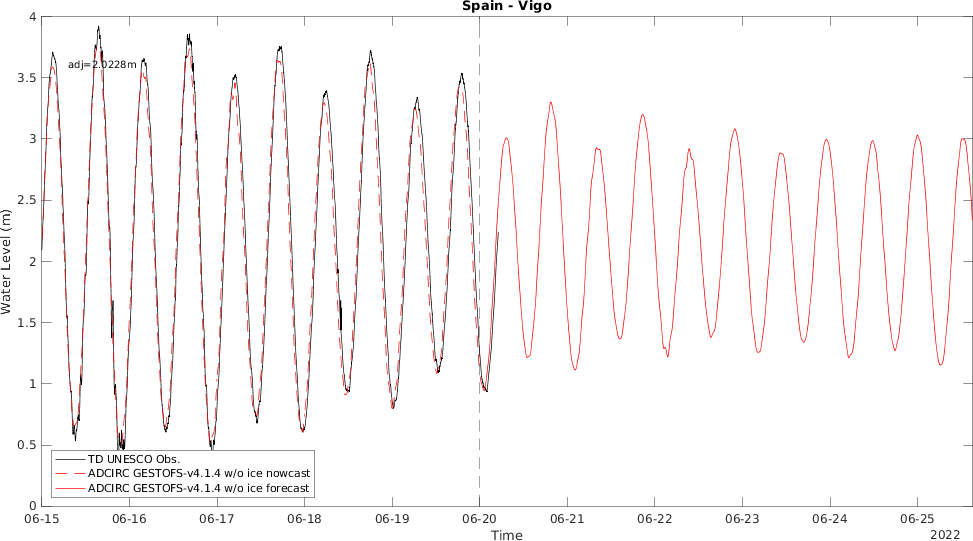 Spain - Vigo
adj=2.0228m
Water Level (m)
4
3.5
3
2.5
2
1.5
1
0.5
0
TD UNESCO Obs.
ADCIRC GESTOFS-v4.1.4 w/o ice nowcast
ADCIRC GESTOFS-v4.1.4 w/o ice forecast
06-15 06-16 06-17 06-18 06-19 06-20 06-21 06-22 06-23 06-24 06-25
Time
2022